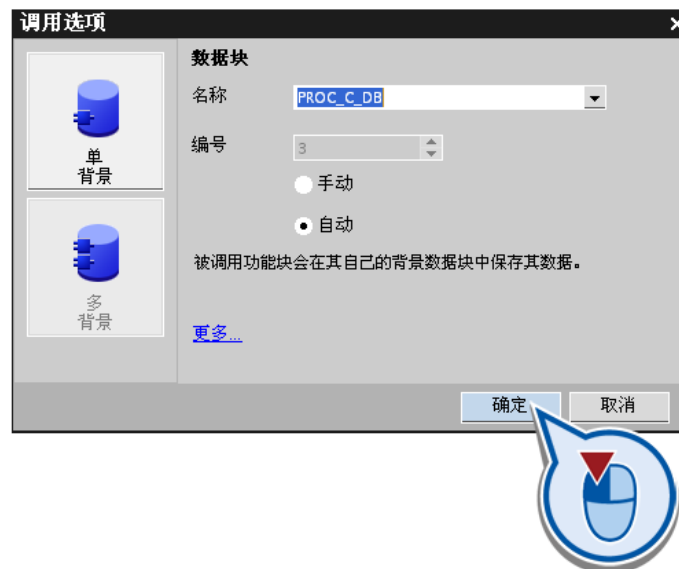 调用选项
数据块
名称
PROC_C_DB
单
背景
编号
3
手动
自动
被调用功能块会在其自己的背景数据块中保存其数据。
多
背景
更多...
确定
取消